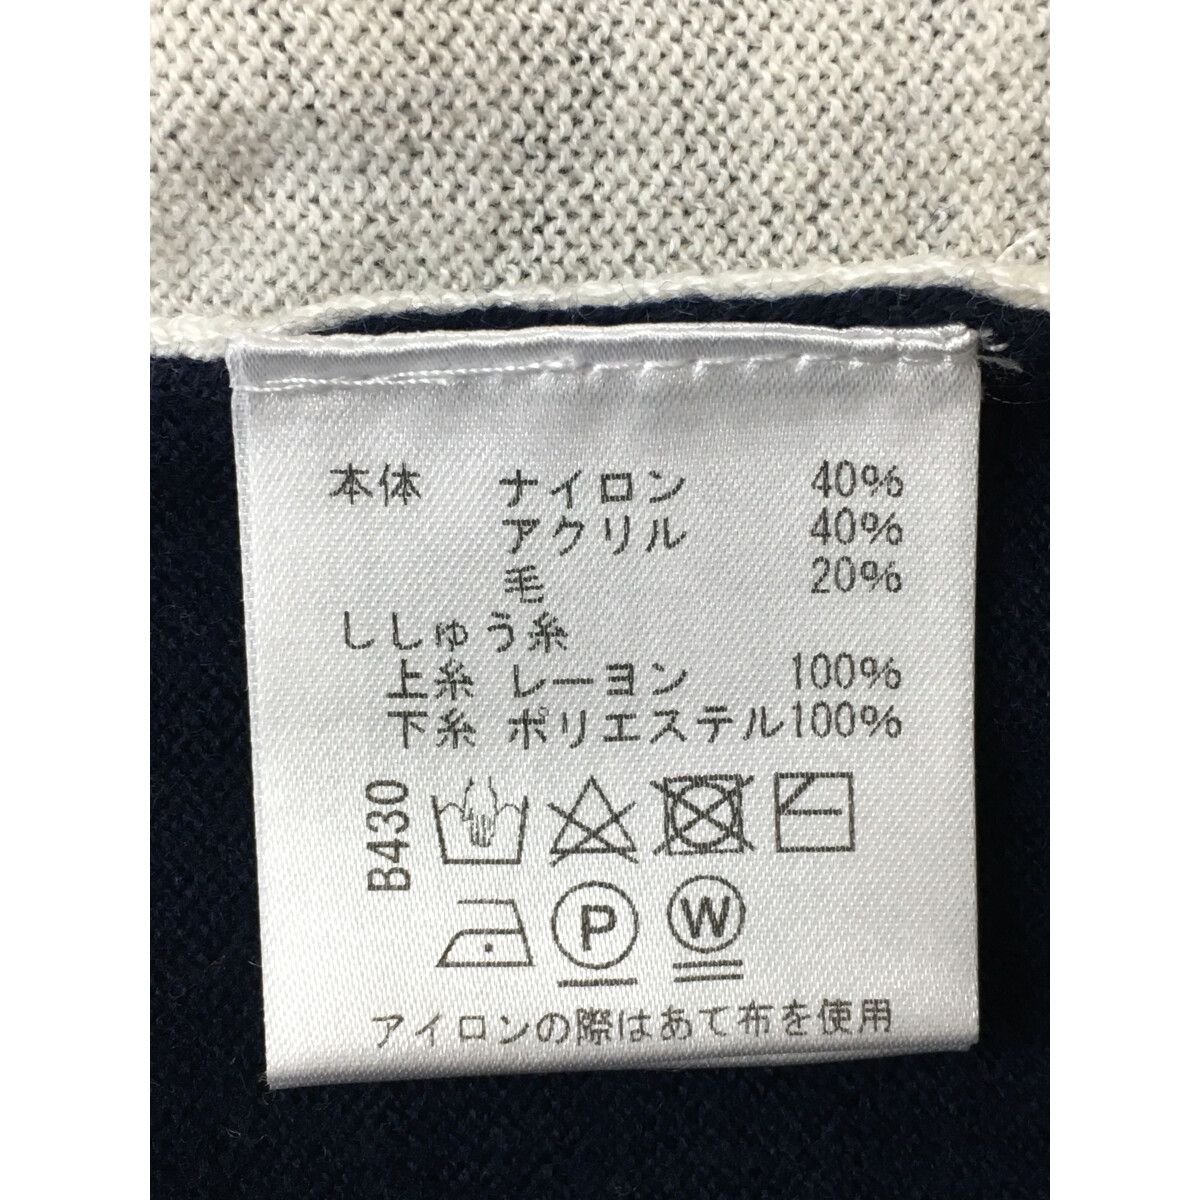 本体 ナイロン 40%
アクリル 40%
毛 20%
ししゅう糸
上糸 レーヨン 100%
下糸 ポリエステル100%
B430
P W
アイロンの際はあて布を使用